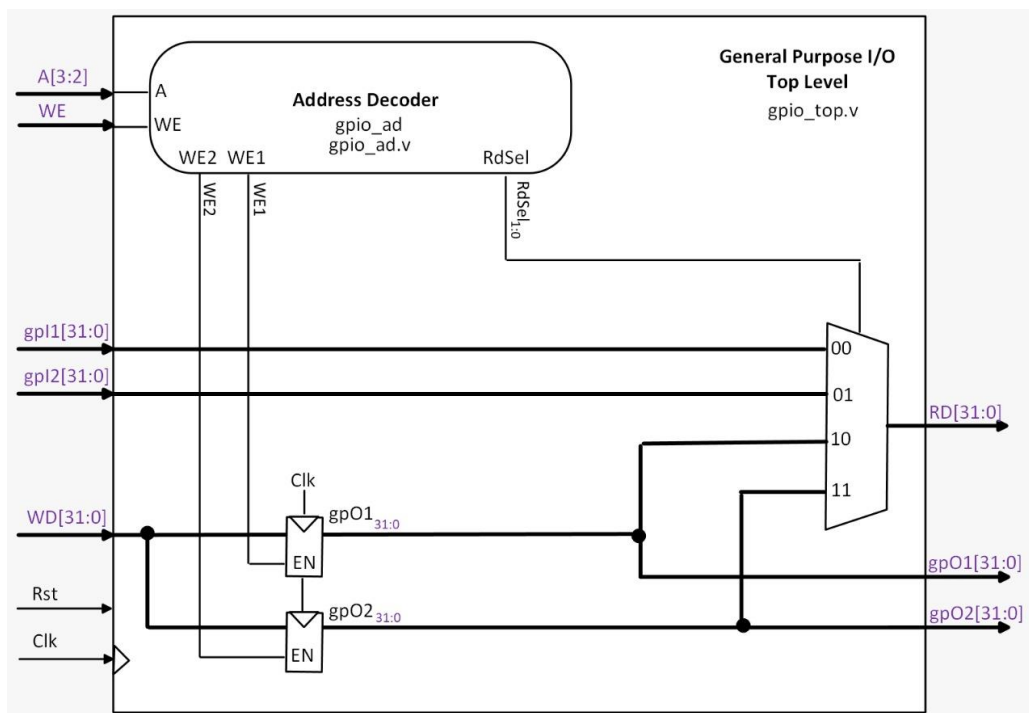 General Purpose I/O
Top Level
gpio_top.v
A[3:2]
WE
A
WE
Address Decoder
gpio_ad
gpio_ad.v
WE2 WE1 RdSel
WE2
WE1
RdSel1:0
gpI1[31:0]
00
gpI2[31:0]
01
RD[31:0]
10
Clk
11
WD[31:0]
gpO131:0
EN
gpO1[31:0]
Rst
gpO231:0
gpO2[31:0]
Clk
EN